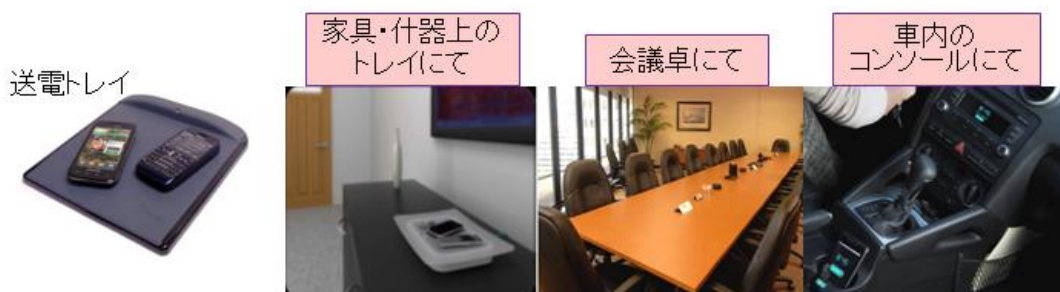 送電トレイ
家具・什器上の
トレイにて
会議卓にて
車内の
コンソールにて